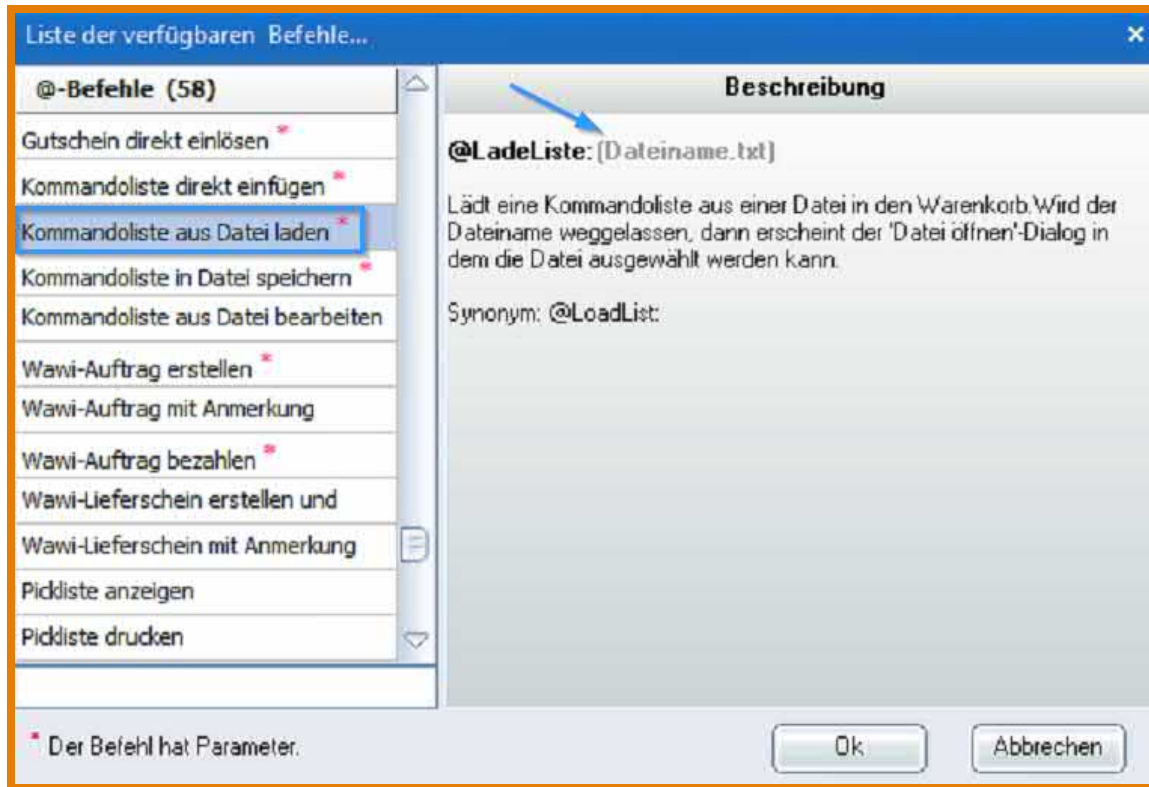 Liste der verfügbaren Befehle...
@-Befehle (58)
Gutschein direkt einlösen *
Kommandoliste direkt einfügen *
Kommandoliste aus Datei laden *
Kommandoliste in Datei speichern *
Kommandoliste aus Datei bearbeiten
Wawi-Auftrag erstellen *
Wawi-Auftrag mit Anmerkung
Wawi-Auftrag bezahlen *
Wawi-Lieferschein erstellen und
Wawi-Lieferschein mit Anmerkung
Pickliste anzeigen
Pickliste drucken
Beschreibung
@LadeListe: [Dateiname.txt]
Lädt eine Kommandoliste aus einer Datei in den Warenkorb.Wird der
Dateiname weggelassen, dann erscheint der 'Datei öffnen'-Dialog in
dem die Datei ausgewählt werden kann.
Synonym: @LoadList:
* Der Befehl hat Parameter.
Ok
Abbrechen